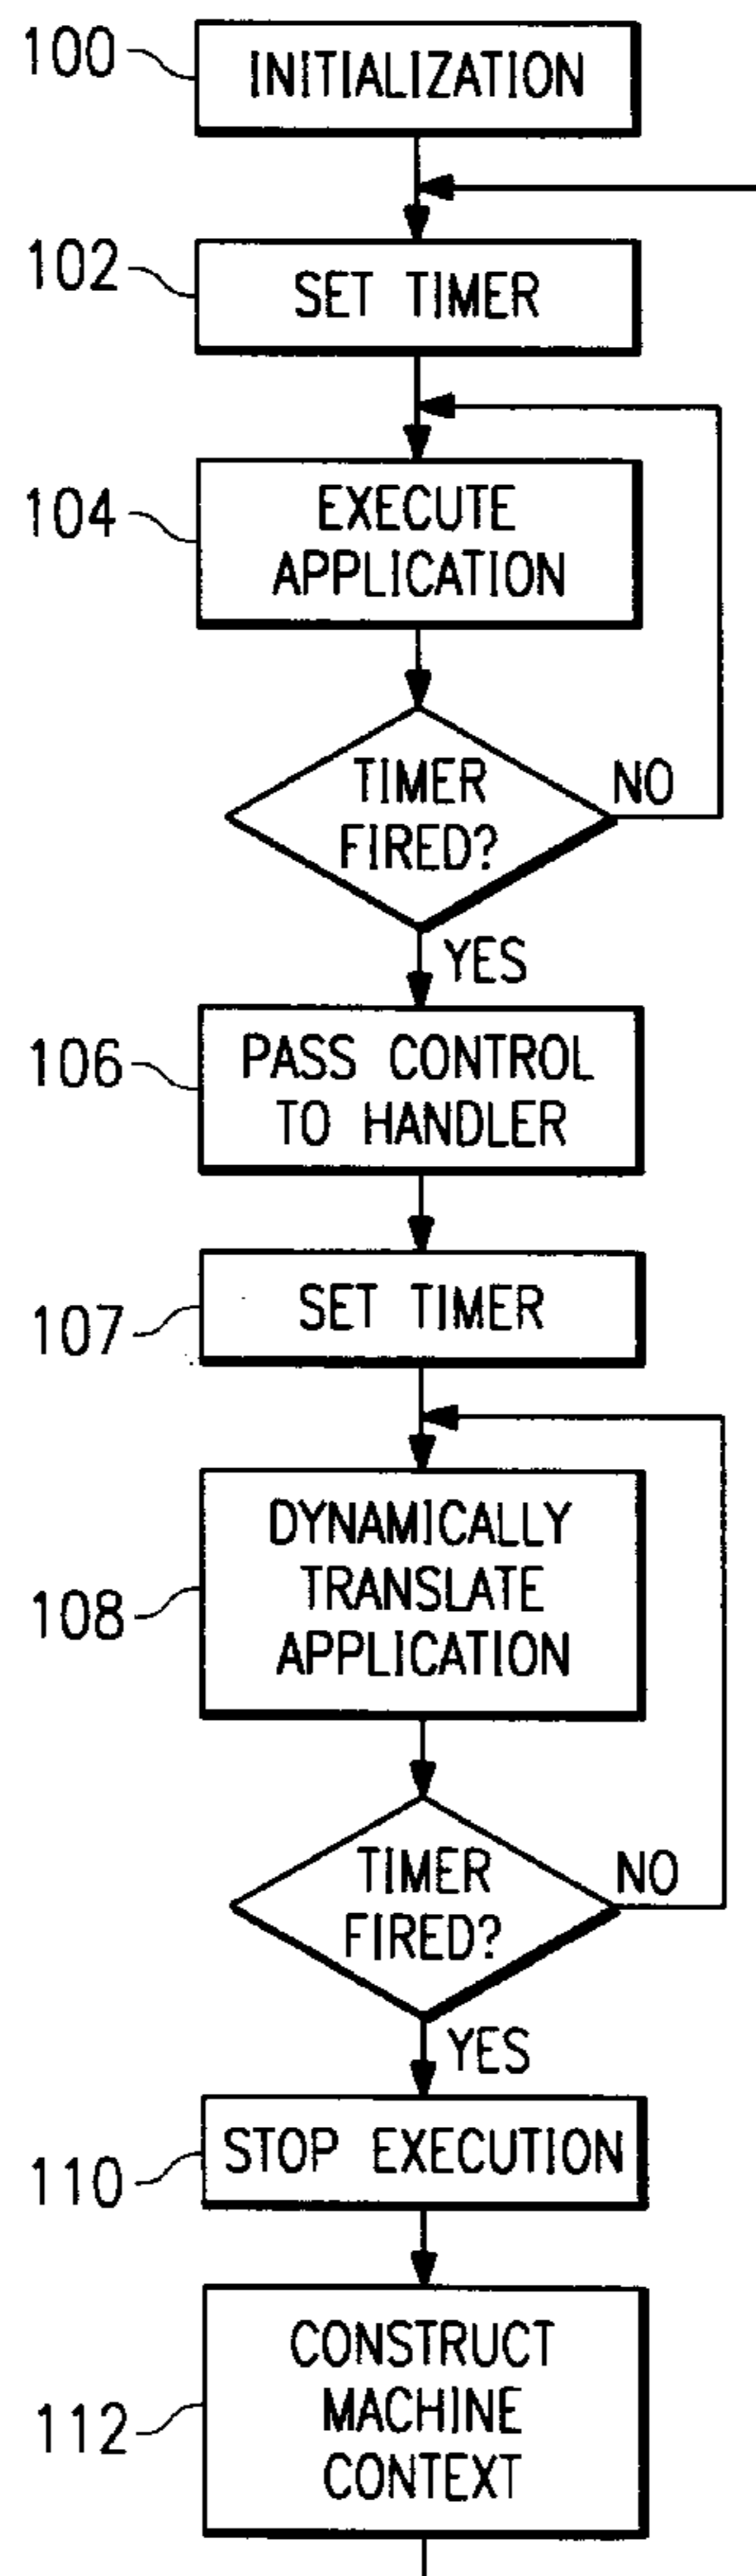 100
INITIALIZATION
102
SET TIMER
104
EXECUTE
APPLICATION
TIMER
FIRED?
NO
YES
106
PASS CONTROL
TO HANDLER
107
SET TIMER
108
DYNAMICALLY
TRANSLATE
APPLICATION
TIMER
FIRED?
NO
YES
110
STOP EXECUTION
112
CONSTRUCT
MACHINE
CONTEXT